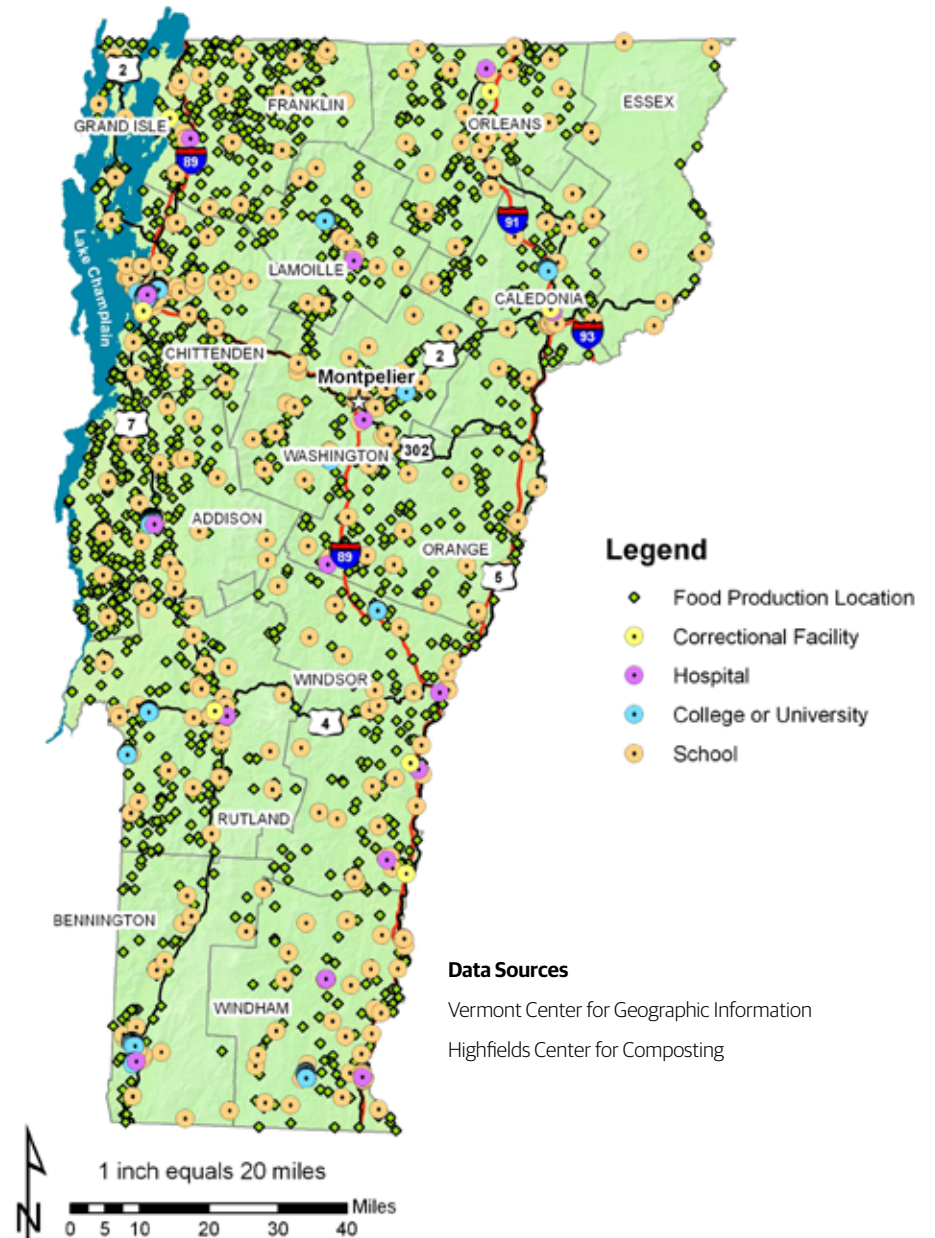 2
FRANKLIN
ESSEX
GRAND ISLE
ORLEANS
89
91
Lake Champlain
LAMOILLE
CALEDONIA
93
CHITTENDEN
2
Montpelier
7
302
WASHINGTON
ADDISON
89
ORANGE
5
Legend
Food Production Location
Correctional Facility
Hospital
College or University
School
WINDSOR
4
RUTLAND
BENNINGTON
WINDHAM
Data Sources
Vermont Center for Geographic Information
Highfields Center for Composting
N
1 inch equals 20 miles
Miles
0 5 10 20 30 40